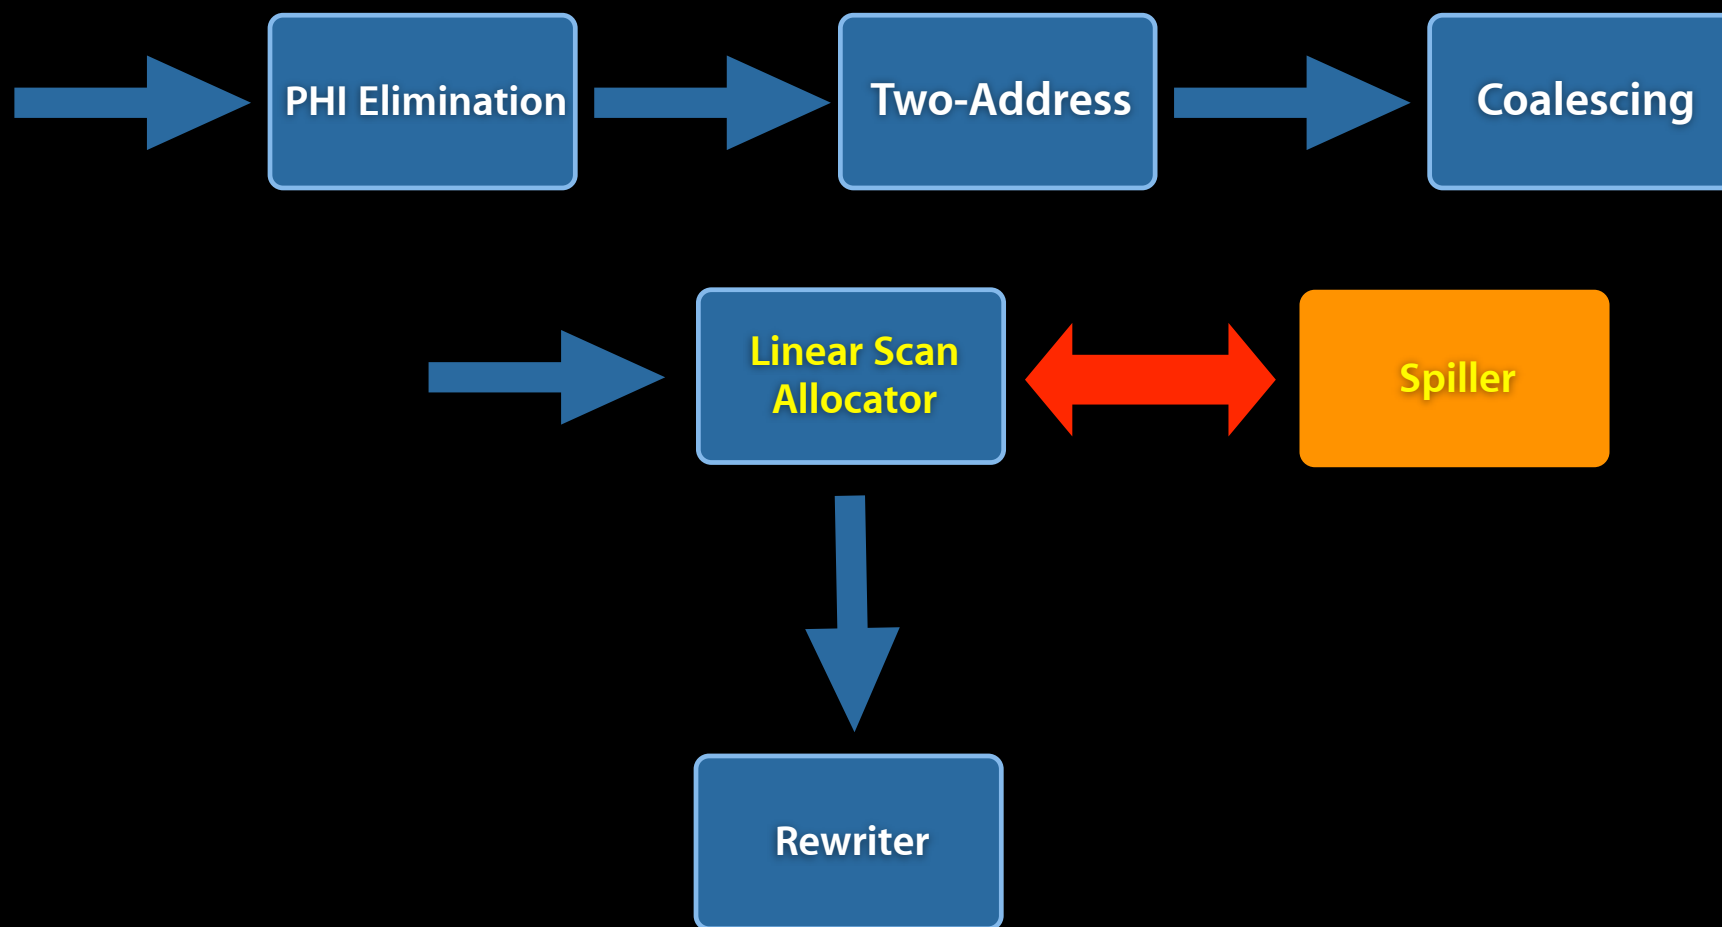 PHI Elimination
Two-Address
Coalescing
Linear Scan
Allocator
Spiller
Rewriter